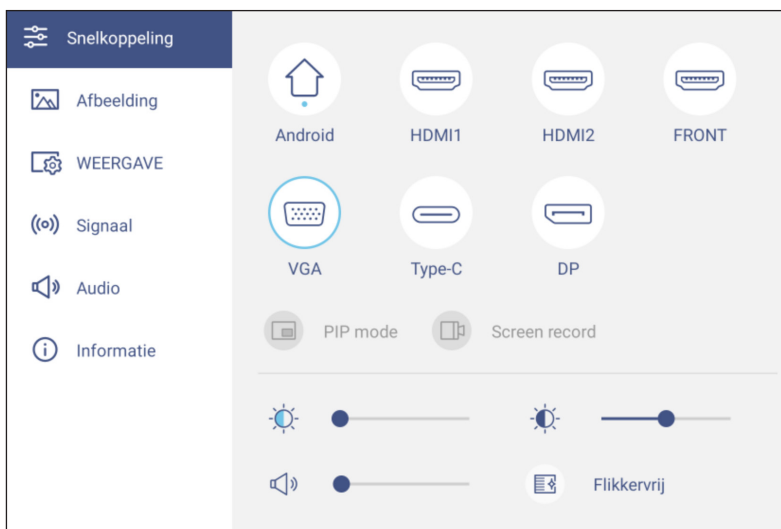 Snelkoppeling
Afbeelding
WEERGAVE
Signaal
Audio
Informatie
Android
HDMI1
HDMI2
FRONT
VGA
Type-C
DP
PIP mode
Screen record
Flikkervrij